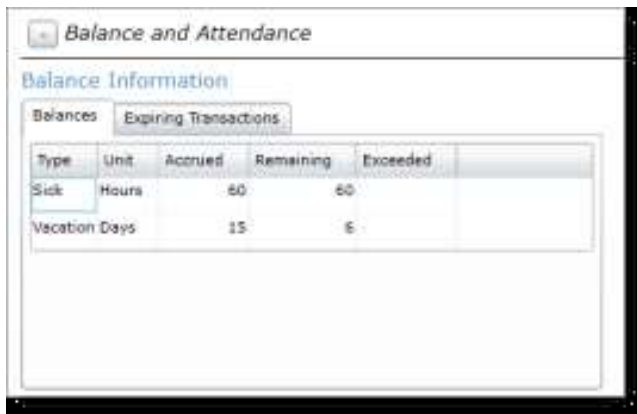 Balance and Attendance
Balance Information
Balances Expiring Transactions
Type Unit Accrued Remaining Exceeded
Sick Hours 60 60
Vacation Days 15 6